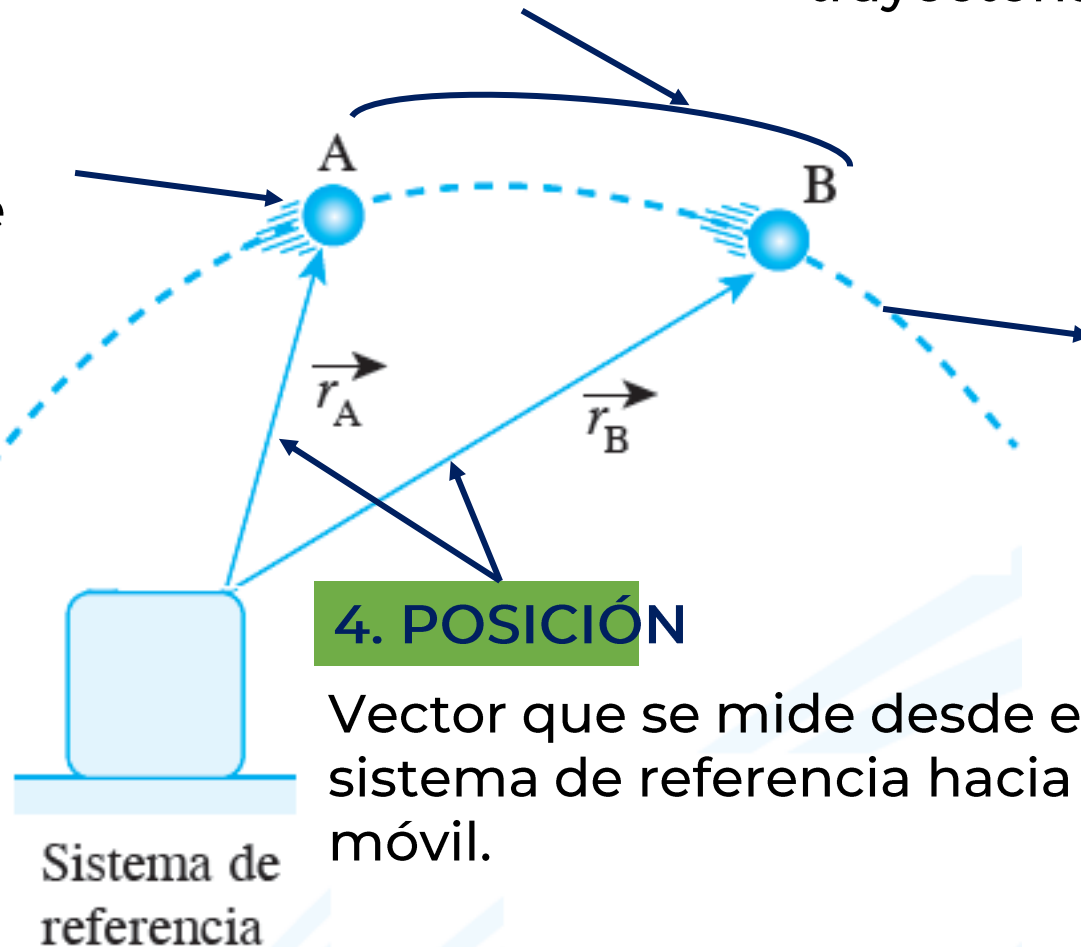 A
B
r_A
r_B
4. POSICIÓN
Vector que se mide desde e
sistema de referencia hacia
móvil.
Sistema de
referencia